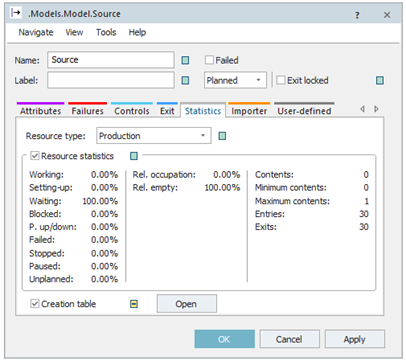 .Models.Model.Source ? ×
Navigate View Tools Help
Name: Source Failed
Label: Planned Exit locked
Attributes Failures Controls Exit Statistics Importer User-defined
Resource type: Production
Resource statistics
Working: 0.00% Rel. occupation: 0.00% Contents: 0
Setting-up: 0.00% Rel. empty: 100.00% Minimum contents: 0
Waiting: 100.00% Maximum contents: 1
Blocked: 0.00% Entries: 30
P. up/down: 0.00% Exits: 30
Failed: 0.00%
Stopped: 0.00%
Paused: 0.00%
Unplanned: 0.00%
Creation table Open
OK Cancel Apply